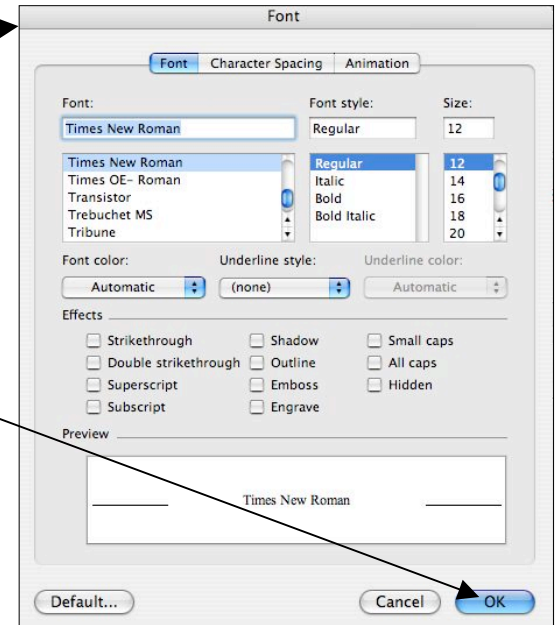 Font
Font Character Spacing Animation
Font: Font style: Size:
Times New Roman Regular 12
Times New Roman Regular 12
Times OE- Roman Italic 14
Transistor Bold 16
Trebuchet MS Bold Italic 18
Tribune 20
Font color: Underline style: Underline color:
Automatic (none) Automatic
Effects
Strikethrough Shadow Small caps
Double strikethrough Outline All caps
Superscript Emboss Hidden
Subscript Engrave
Preview
Times New Roman
Default... Cancel OK